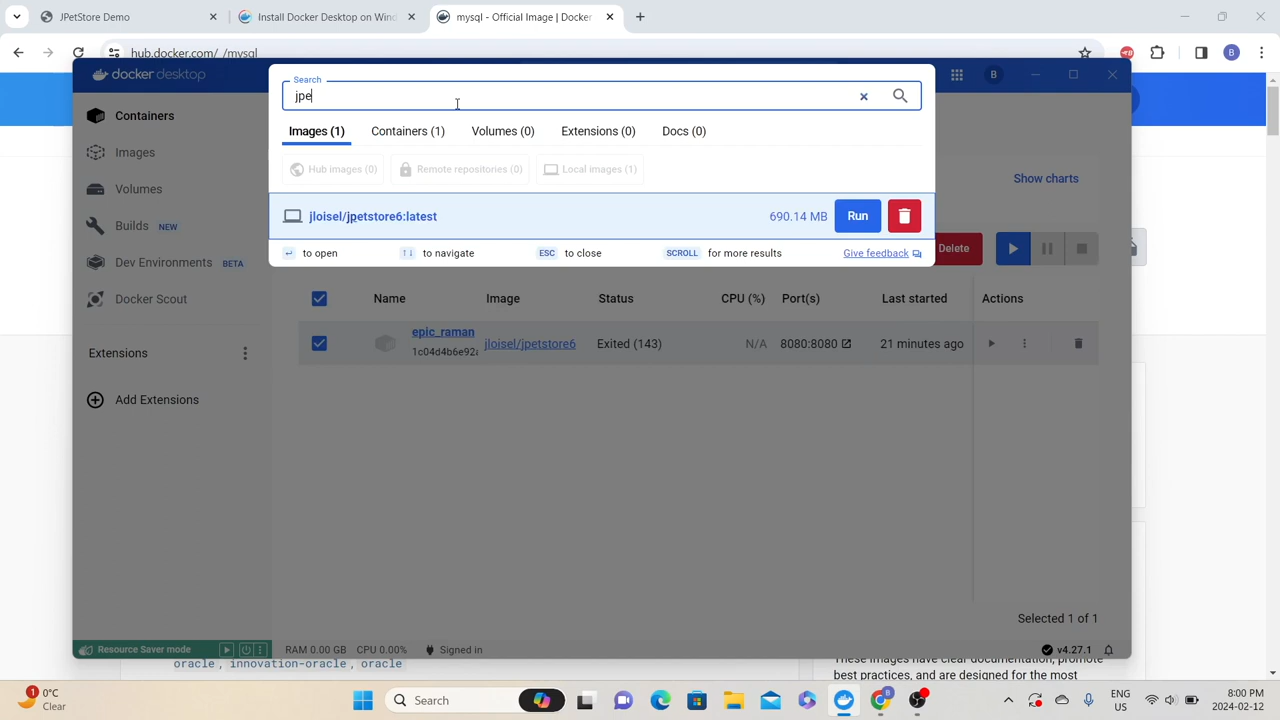 JPetStore Demo
Install Docker Desktop on Wind
mysql - Official Image | Docker
hub.docker.com/_/mysql
docker desktop
B
B
Search
jpe
Images (1)
Containers (1)
Volumes (0)
Extensions (0)
Docs (0)
Hub images (0)
Remote repositories (0)
Local images (1)
jloisel/jpetstore6:latest
690.14 MB
Run
to open
to navigate
ESC to close
SCROLL for more results
Give feedback
Containers
Images
Volumes
Builds NEW
Dev Environments BETA
Docker Scout
Extensions
Add Extensions
Show charts
Delete
Name
Image
Status
CPU (%)
Port(s)
Last started
Actions
epic_raman
1c04d4b6e92
jloisel/jpetstore6
Exited (143)
N/A
8080:8080
21 minutes ago
Selected 1 of 1
Resource Saver mode
RAM 0.00 GB CPU 0.00%
Signed in
v4.27.1
oracle, innovation-oracle, oracle
These images have clear documentation, promote
best practices, and are designed for the most
1
0°C
Clear
Search
ENG
US
8:00 PM
2024-02-12